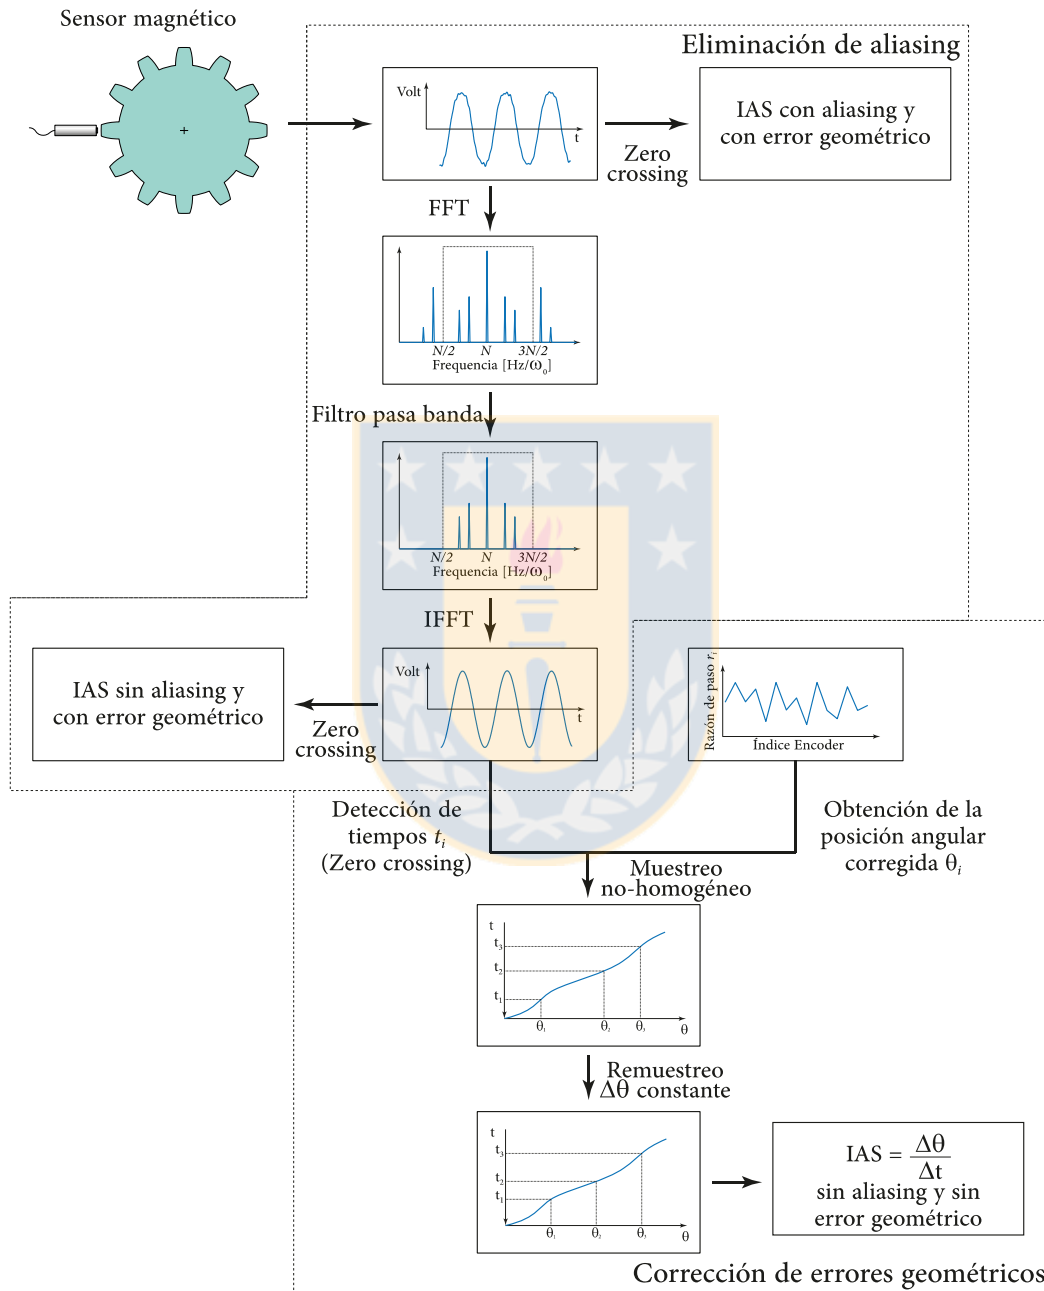 Sensor magnético
Eliminación de aliasing
Volt
t
Zero
crossing
IAS con aliasing y
con error geométrico
FFT
N/2 N 3N/2
Frecuencia [Hz/ω₀]
Filtro pasa banda
N/2 N 3N/2
Frecuencia [Hz/ω₀]
IFFT
IAS sin aliasing y
con error geométrico
Zero
crossing
Volt
t
Razón de paso rᵢ
Índice Encoder
Detección de
tiempos tᵢ
(Zero crossing)
Obtención de la
posición angular
corregida θᵢ
Muestreo
no-homogéneo
t
t₃
t₂
t₁
θ₁ θ₂ θ₃ θ
Remuestreo
Δθ constante
t
t₃
t₂
t₁
θ₁ θ₂ θ₃ θ
IAS = Δθ
Δt
sin aliasing y sin
error geométrico
Corrección de errores geométricos